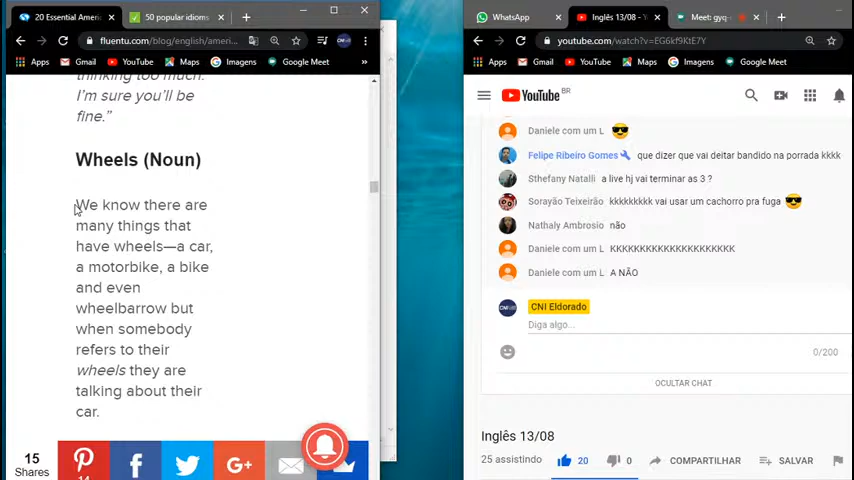 20 Essential Ameri
50 popular idioms
fluentu.com/blog/english/ameri...
Apps
Gmail
YouTube
Maps
Imagens
Google Meet
»
thinking too much.
I'm sure you'll be
fine."
Wheels (Noun)
We know there are
many things that
have wheels—a car,
a motorbike, a bike
and even
wheelbarrow but
when somebody
refers to their
wheels they are
talking about their
car.
15
Shares
14
WhatsApp
Inglês 13/08 - Y
Meet: gyq-
youtube.com/watch?v=EG6kf9KtE7Y
Apps
Gmail
YouTube
Maps
Imagens
Google Meet
YouTube BR
Daniele com um L
Felipe Ribeiro Gomes que dizer que vai deitar bandido na porrada kkkk
Sthefany Natalli a live hj vai terminar as 3 ?
Sorayão Teixeirão kkkkkkkkk vai usar um cachorro pra fuga
Nathaly Ambrosio não
Daniele com um L KKKKKKKKKKKKKKKKKKKKK
Daniele com um L A NÃO
CNI Eldorado
Diga algo...
0/200
OCULTAR CHAT
Inglês 13/08
25 assistindo 20 0 COMPARTILHAR SALVAR